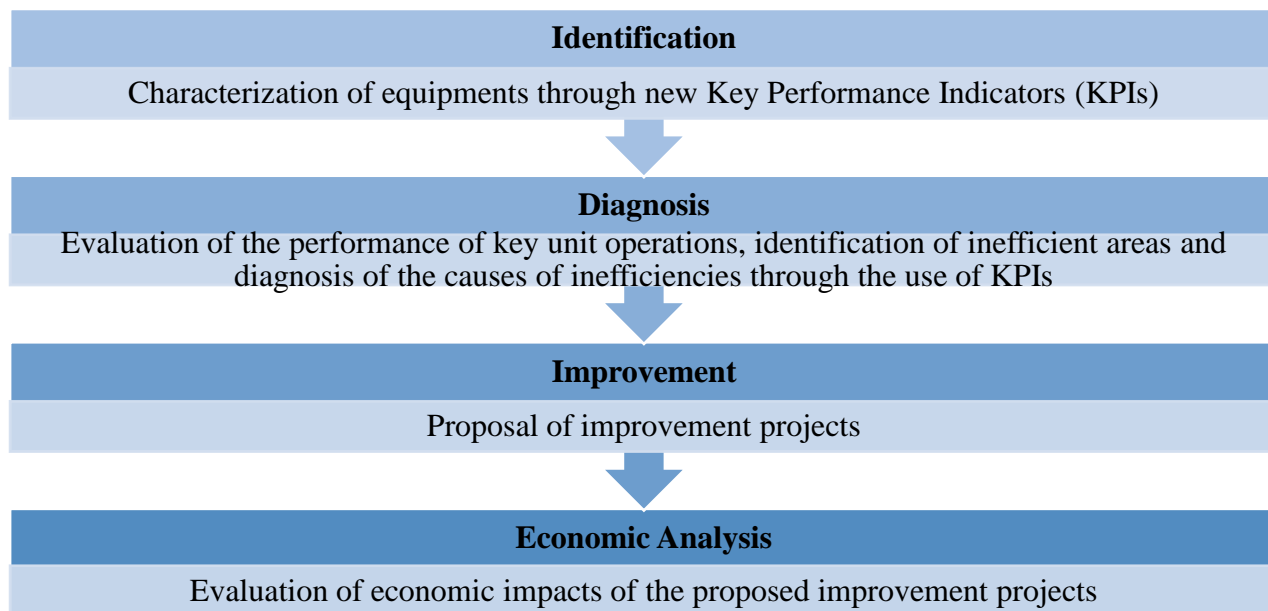 Identification
Characterization of equipments through new Key Performance Indicators (KPIs)
Diagnosis
Evaluation of the performance of key unit operations, identification of inefficient areas and
diagnosis of the causes of inefficiencies through the use of KPIs
Improvement
Proposal of improvement projects
Economic Analysis
Evaluation of economic impacts of the proposed improvement projects